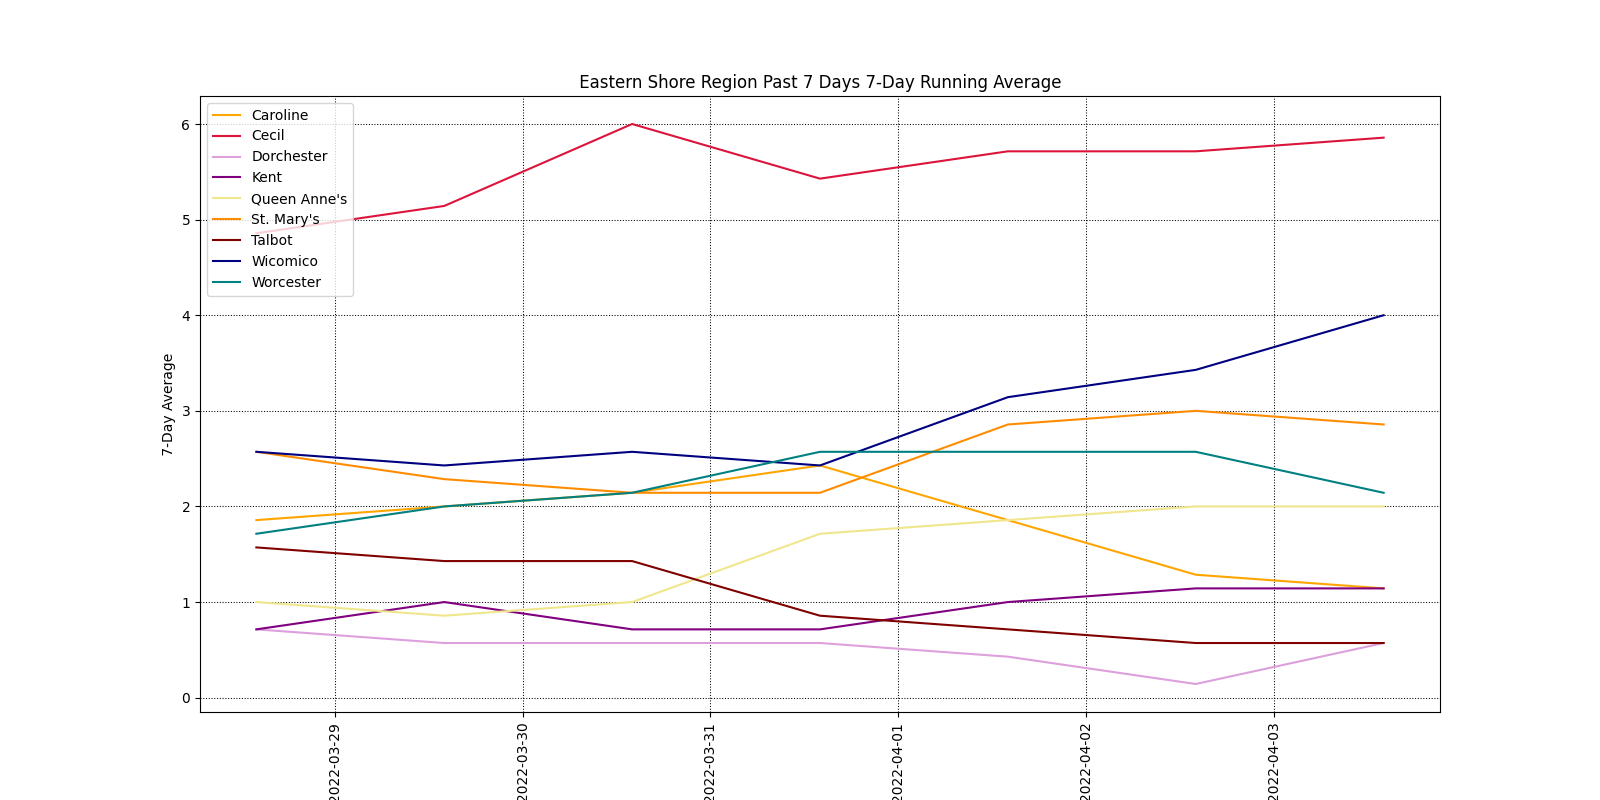 Eastern Shore Region Past 7 Days 7-Day Running Average
Caroline
Cecil
Dorchester
Kent
Queen Anne's
St. Mary's
Talbot
Wicomico
Worcester
7-Day Average
6
5
4
3
2
1
0
2022-03-29
2022-03-30
2022-03-31
2022-04-01
2022-04-02
2022-04-03